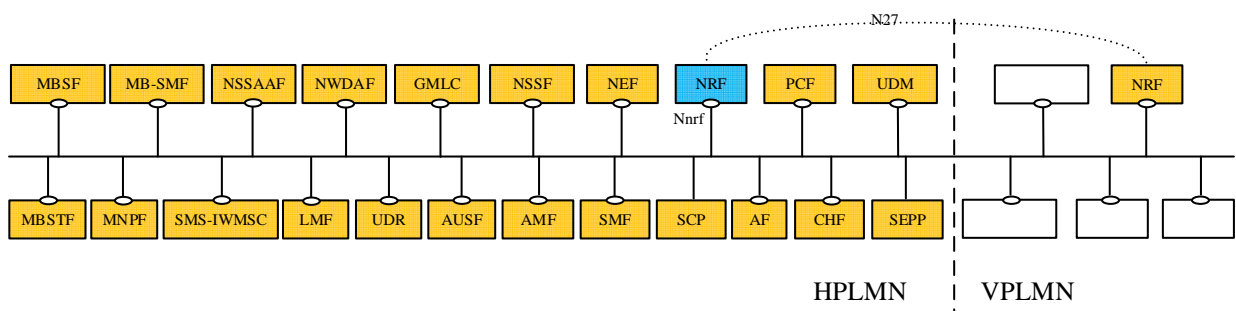 N27
MBSF MB-SMF NSSAAF NWDAF GMLC NSSF NEF NRF PCF UDM NRF
Nnrf
MBSTF MNPF SMS-IWMSC LMF UDR AUSF AMF SMF SCP AF CHF SEPP
HPLMN VPLMN